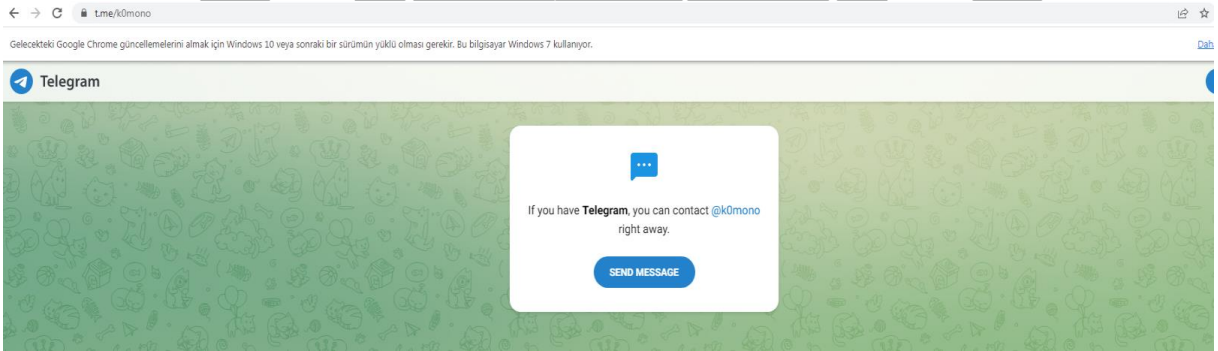 t.me/k0mono
Gelecekteki Google Chrome güncellemelerini almak için Windows 10 veya sonraki bir sürümün yüklü olması gerekir. Bu bilgisayar Windows 7 kullanıyor.
Dah
Telegram
If you have Telegram, you can contact @k0mono
right away.
SEND MESSAGE